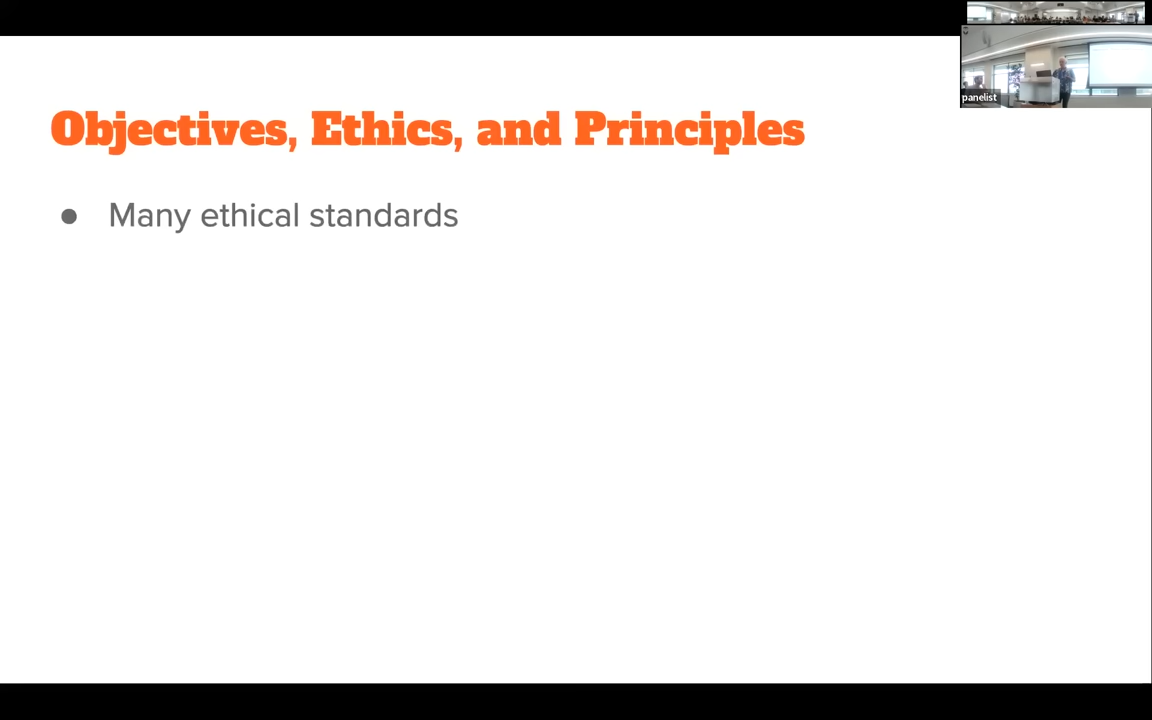 Objectives, Ethics, and Principles
● Many ethical standards
panelist